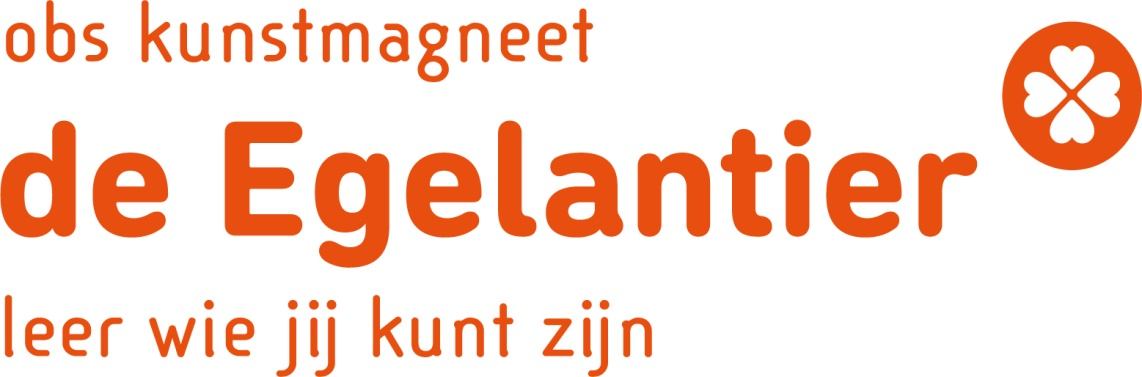 obs kunstmagneet
de Egelantier
leer wie jij kunt zijn